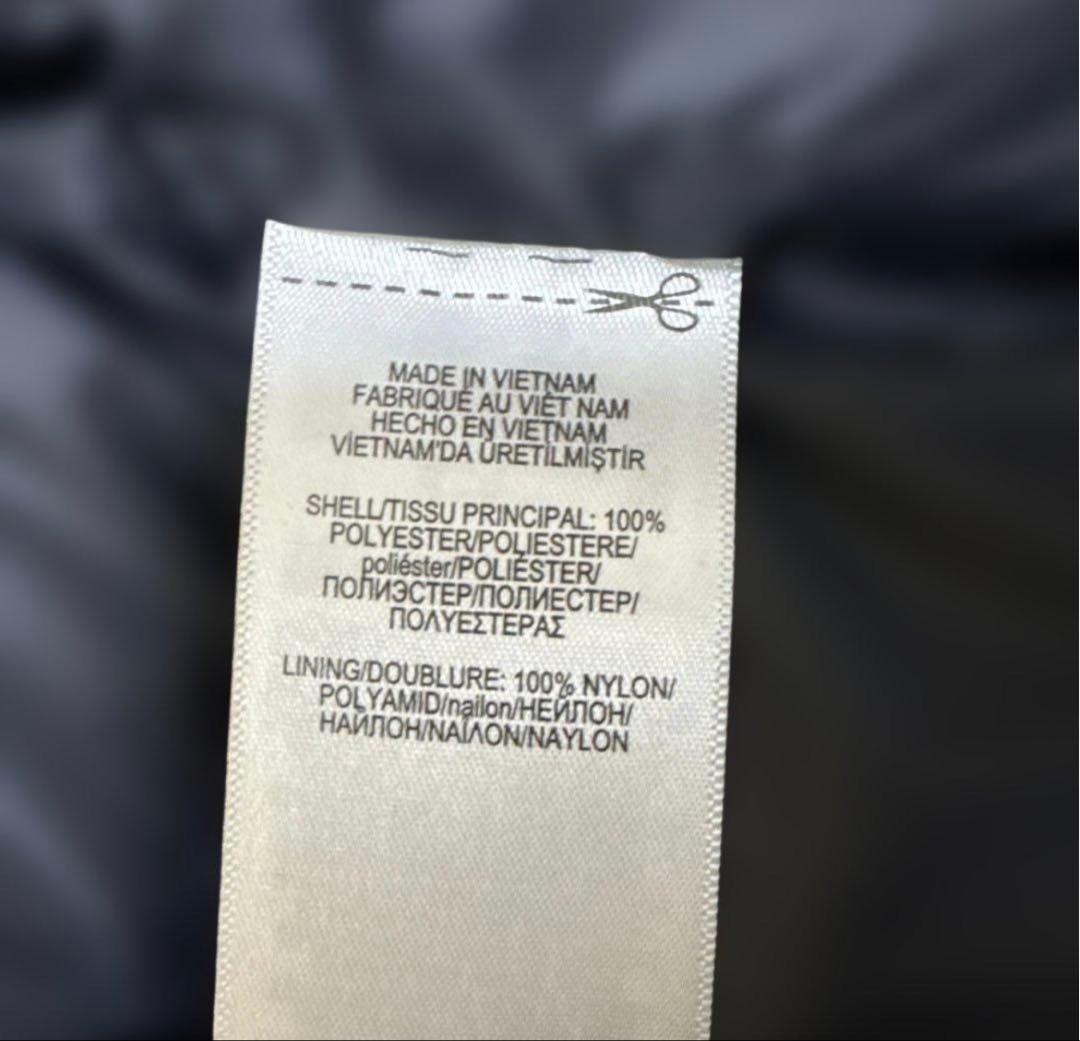 MADE IN VIETNAM
FABRIQUÉ AU VIÊT NAM
HECHO EN VIETNAM
VİETNAM'DA ÜRETİLMİŞTİR
SHELL/TISSU PRINCIPAL: 100%
POLYESTER/POLIESTERE/
poliéster/POLIÉSTER/
ПОЛИЭСТЕР/ПОЛИЕСТЕР/
ΠΟΛΥΕΣΤΕΡΑΣ
LINING/DOUBLURE: 100% NYLON/
POLYAMID/nailon/НЕЙЛОН/
НАЙЛОН/ΝΑΪΛΟΝ/NAYLON